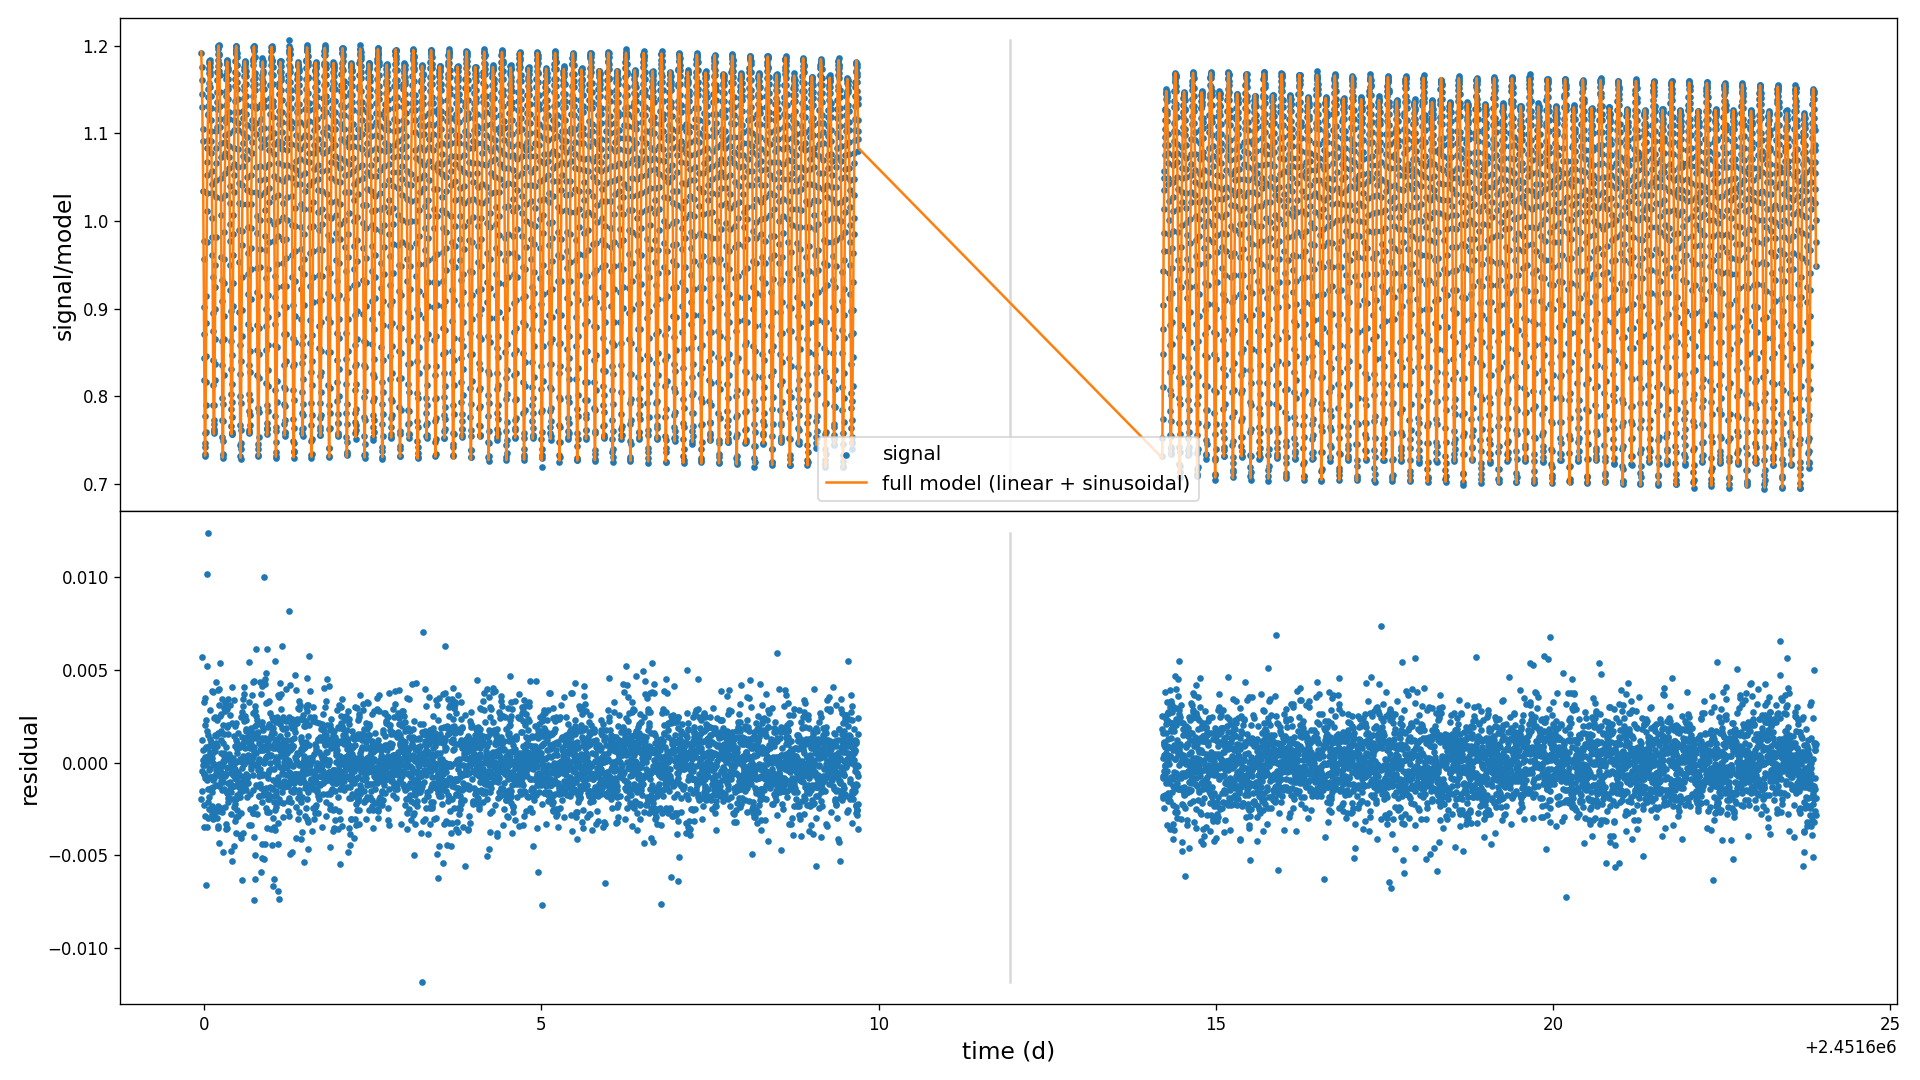 1.2
1.1
1.0
0.9
0.8
0.7
signal/model
signal
full model (linear + sinusoidal)
0.010
0.005
0.000
−0.005
−0.010
residual
0 5 10 15 20 25
time (d)
+2.4516e6